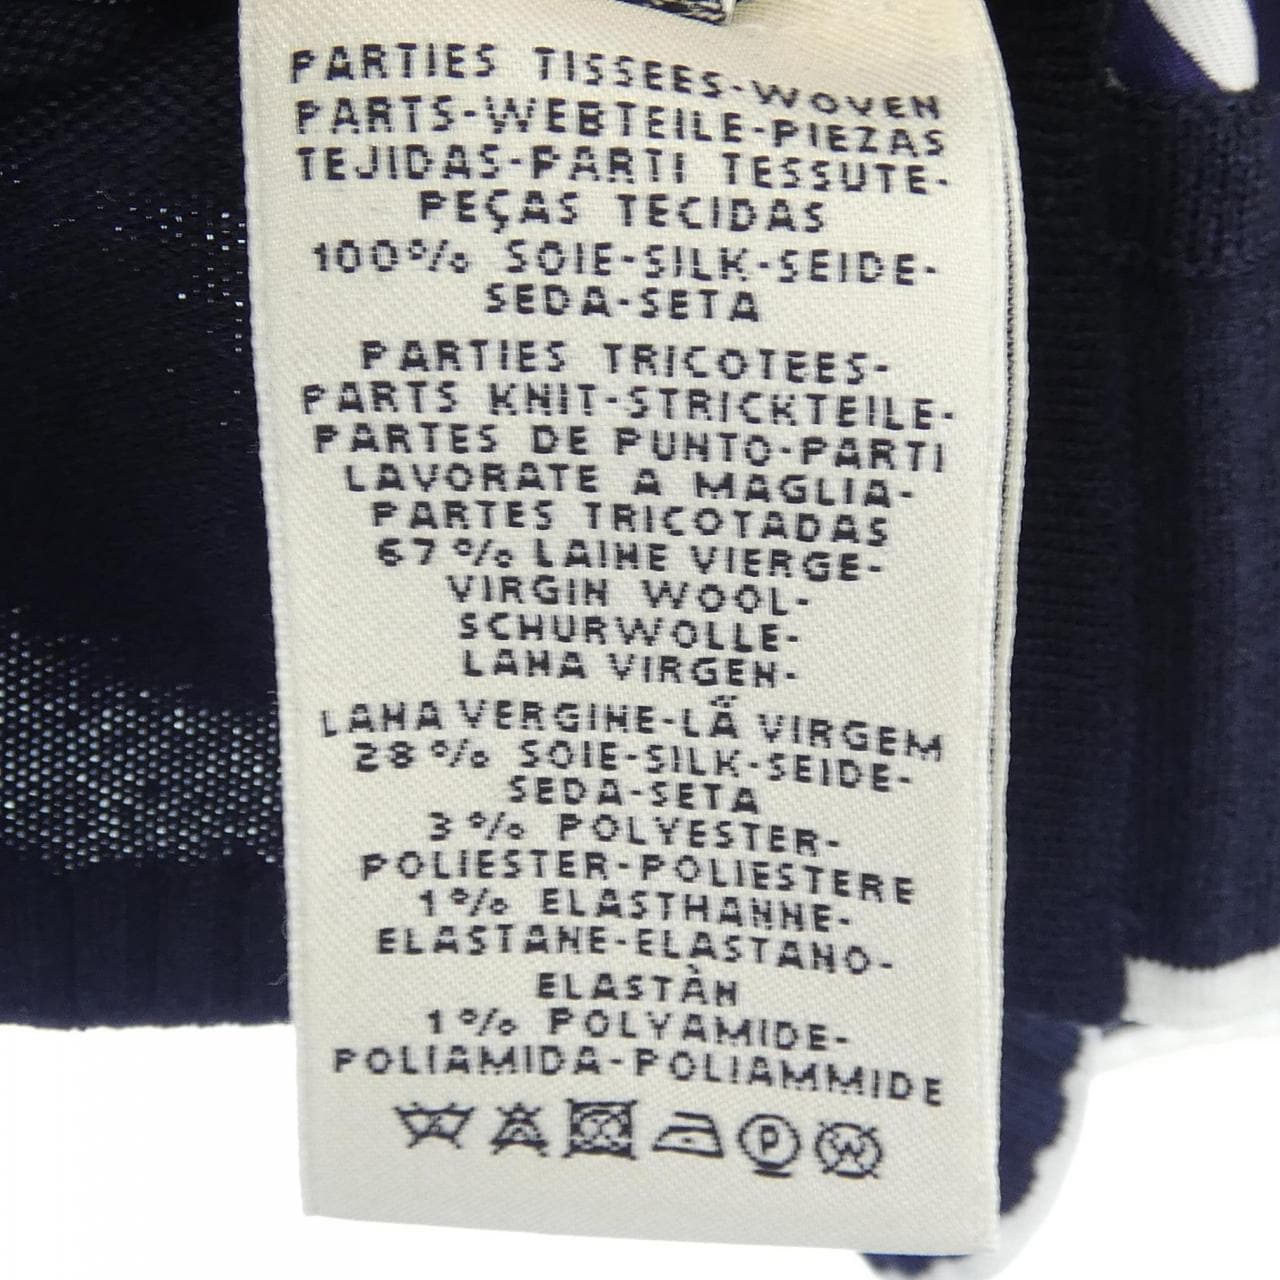 PARTIES TISSEES-WOVEN
PARTS-WEBTEILE-PIEZAS
TEJIDAS-PARTI TESSUTE-
PEÇAS TECIDAS
100% SOIE-SILK-SEIDE-
SEDA-SETA
PARTIES TRICOTEES-
PARTS KNIT-STRICKTEILE-
PARTES DE PUNTO-PARTI
LAVORATE A MAGLIA-
PARTES TRICOTADAS
67% LAINE VIERGE-
VIRGIN WOOL-
SCHURWOLLE-
LANA VIRGEN-
LANA VERGINE-LÃ VIRGEM
28% SOIE-SILK-SEIDE-
SEDA-SETA
3% POLYESTER-
POLIESTER-POLIESTERE
1% ELASTHANNE-
ELASTANE-ELASTANO-
ELASTÀN
1% POLYAMIDE-
POLIAMIDA-POLIAMMIDE
P W